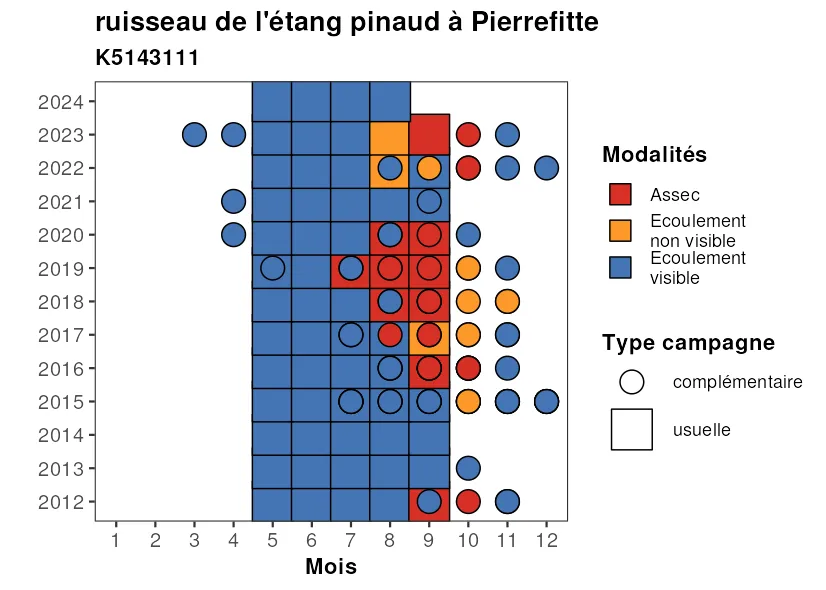 ruisseau de l'étang pinaud à Pierrefitte
K5143111
2024
2023
2022
2021
2020
2019
2018
2017
2016
2015
2014
2013
2012
1 2 3 4 5 6 7 8 9 10 11 12
Mois
Modalités
Assec
Ecoulement
non visible
Ecoulement
visible
Type campagne
complémentaire
usuelle